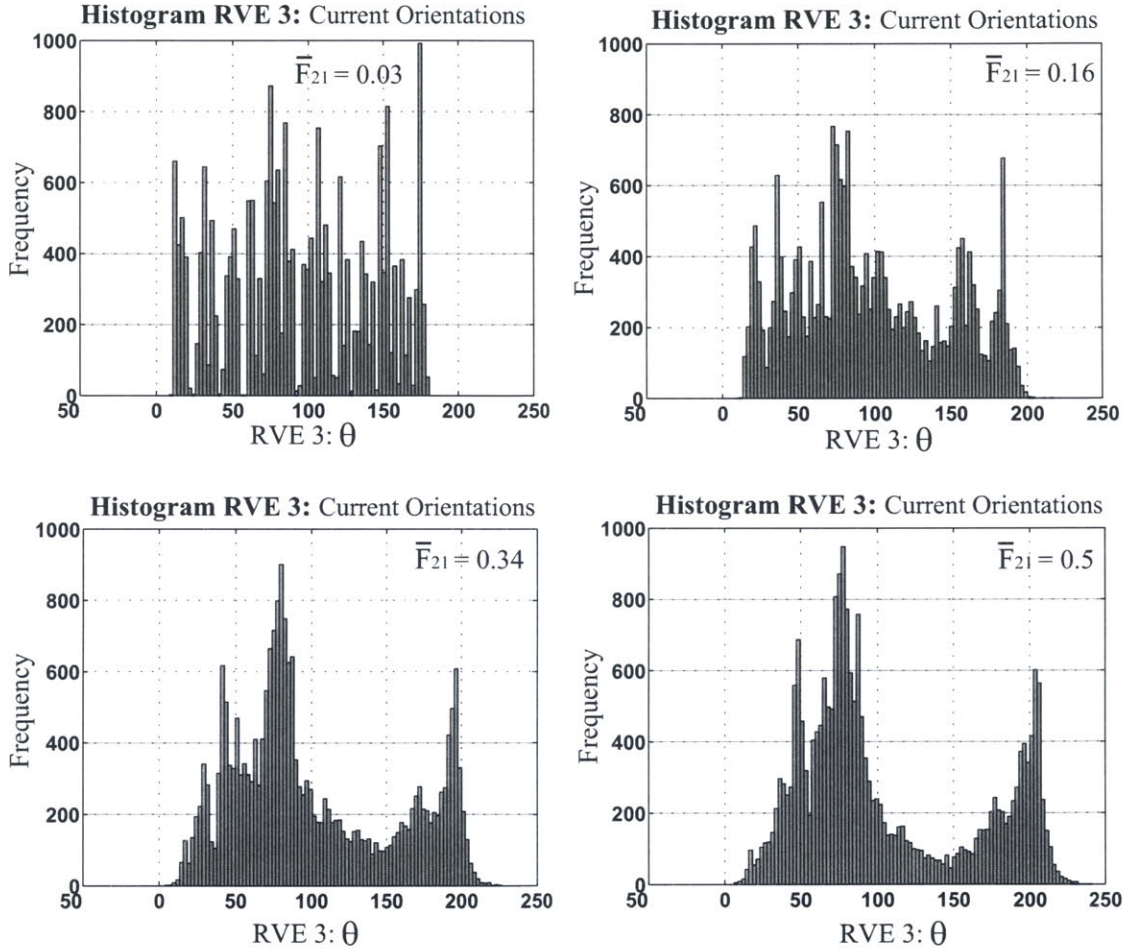 Histogram RVE 3: Current Orientations
F̅21 = 0.03
1000
800
600
400
200
0
Frequency
50 0 50 100 150 200 250
RVE 3: θ
Histogram RVE 3: Current Orientations
F̅21 = 0.16
1000
800
600
400
200
0
Frequency
50 0 50 100 150 200 250
RVE 3: θ
Histogram RVE 3: Current Orientations
F̅21 = 0.34
1000
800
600
400
200
0
Frequency
50 0 50 100 150 200 250
RVE 3: θ
Histogram RVE 3: Current Orientations
F̅21 = 0.5
1000
800
600
400
200
0
Frequency
50 0 50 100 150 200 250
RVE 3: θ